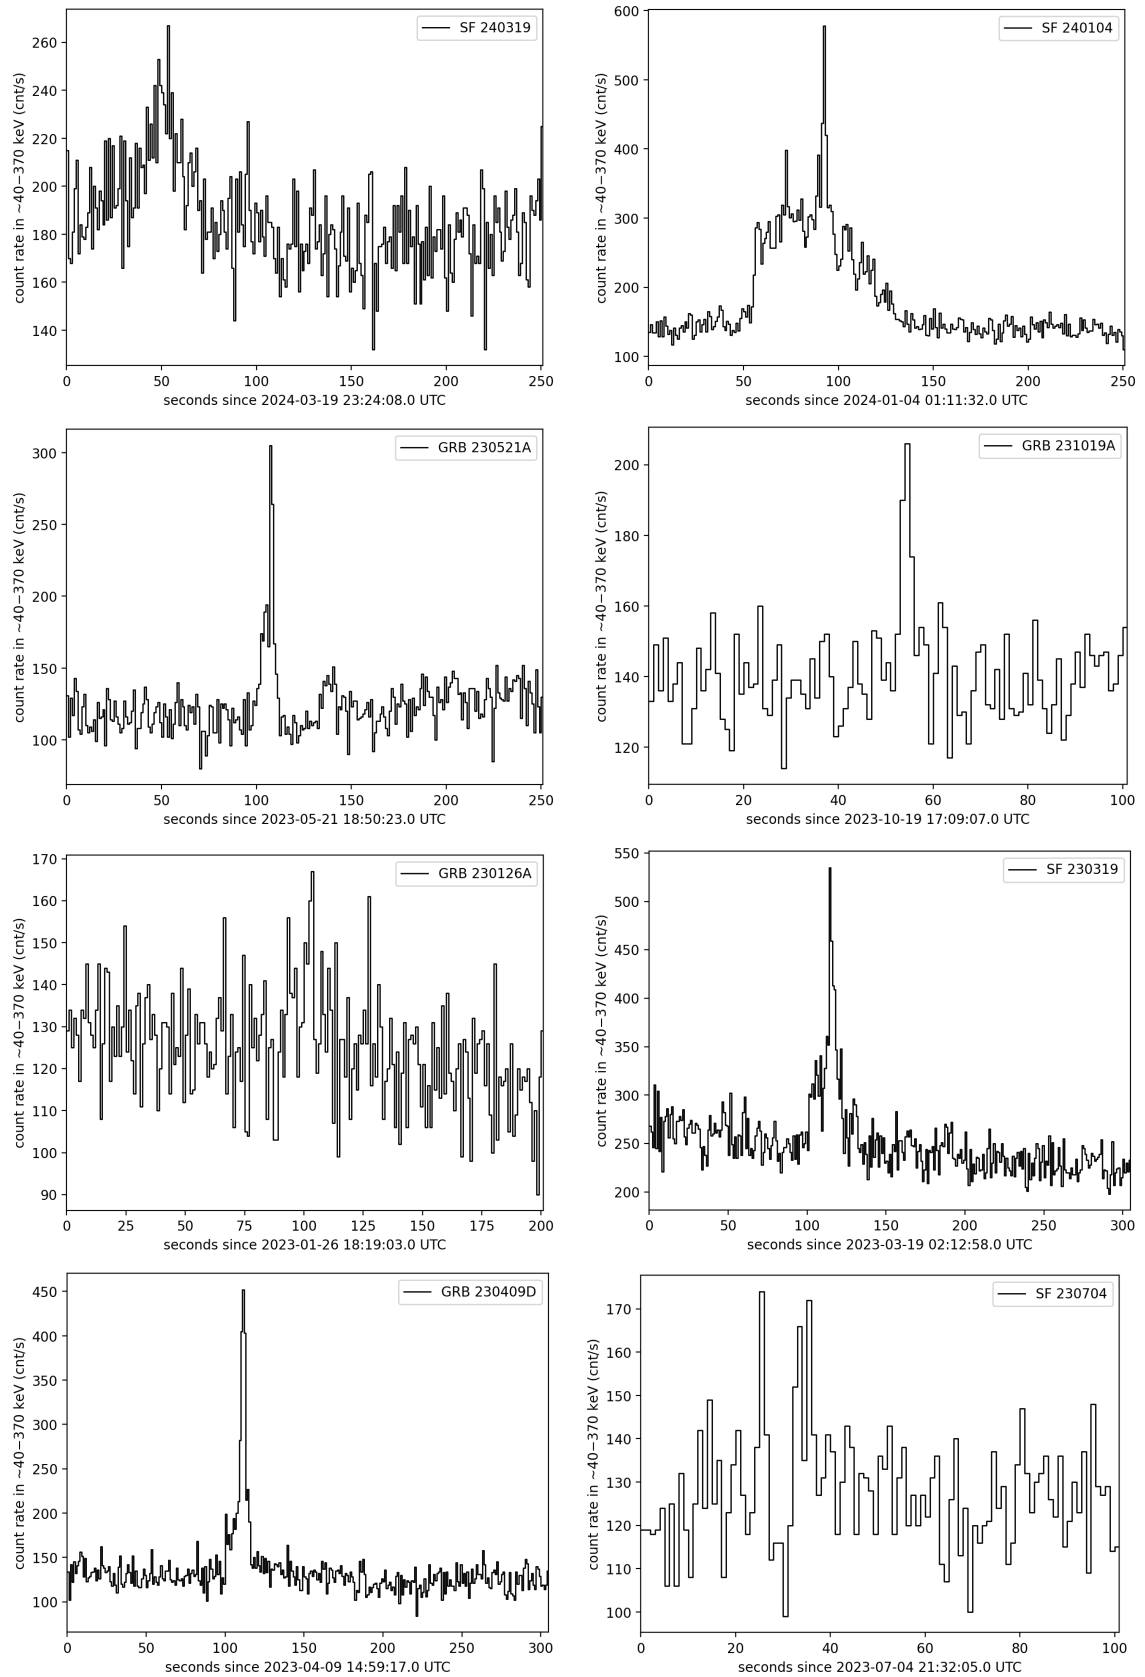 SF 240319
count rate in ~40−370 keV (cnt/s)
260
240
220
200
180
160
140
0 50 100 150 200 250
seconds since 2024-03-19 23:24:08.0 UTC
SF 240104
count rate in ~40−370 keV (cnt/s)
600
500
400
300
200
100
0 50 100 150 200 250
seconds since 2024-01-04 01:11:32.0 UTC
GRB 230521A
count rate in ~40−370 keV (cnt/s)
300
250
200
150
100
0 50 100 150 200 250
seconds since 2023-05-21 18:50:23.0 UTC
GRB 231019A
count rate in ~40−370 keV (cnt/s)
200
180
160
140
120
0 20 40 60 80 100
seconds since 2023-10-19 17:09:07.0 UTC
GRB 230126A
count rate in ~40−370 keV (cnt/s)
170
160
150
140
130
120
110
100
90
0 25 50 75 100 125 150 175 200
seconds since 2023-01-26 18:19:03.0 UTC
SF 230319
count rate in ~40−370 keV (cnt/s)
550
500
450
400
350
300
250
200
0 50 100 150 200 250 300
seconds since 2023-03-19 02:12:58.0 UTC
GRB 230409D
count rate in ~40−370 keV (cnt/s)
450
400
350
300
250
200
150
100
0 50 100 150 200 250 300
seconds since 2023-04-09 14:59:17.0 UTC
SF 230704
count rate in ~40−370 keV (cnt/s)
170
160
150
140
130
120
110
100
0 20 40 60 80 100
seconds since 2023-07-04 21:32:05.0 UTC